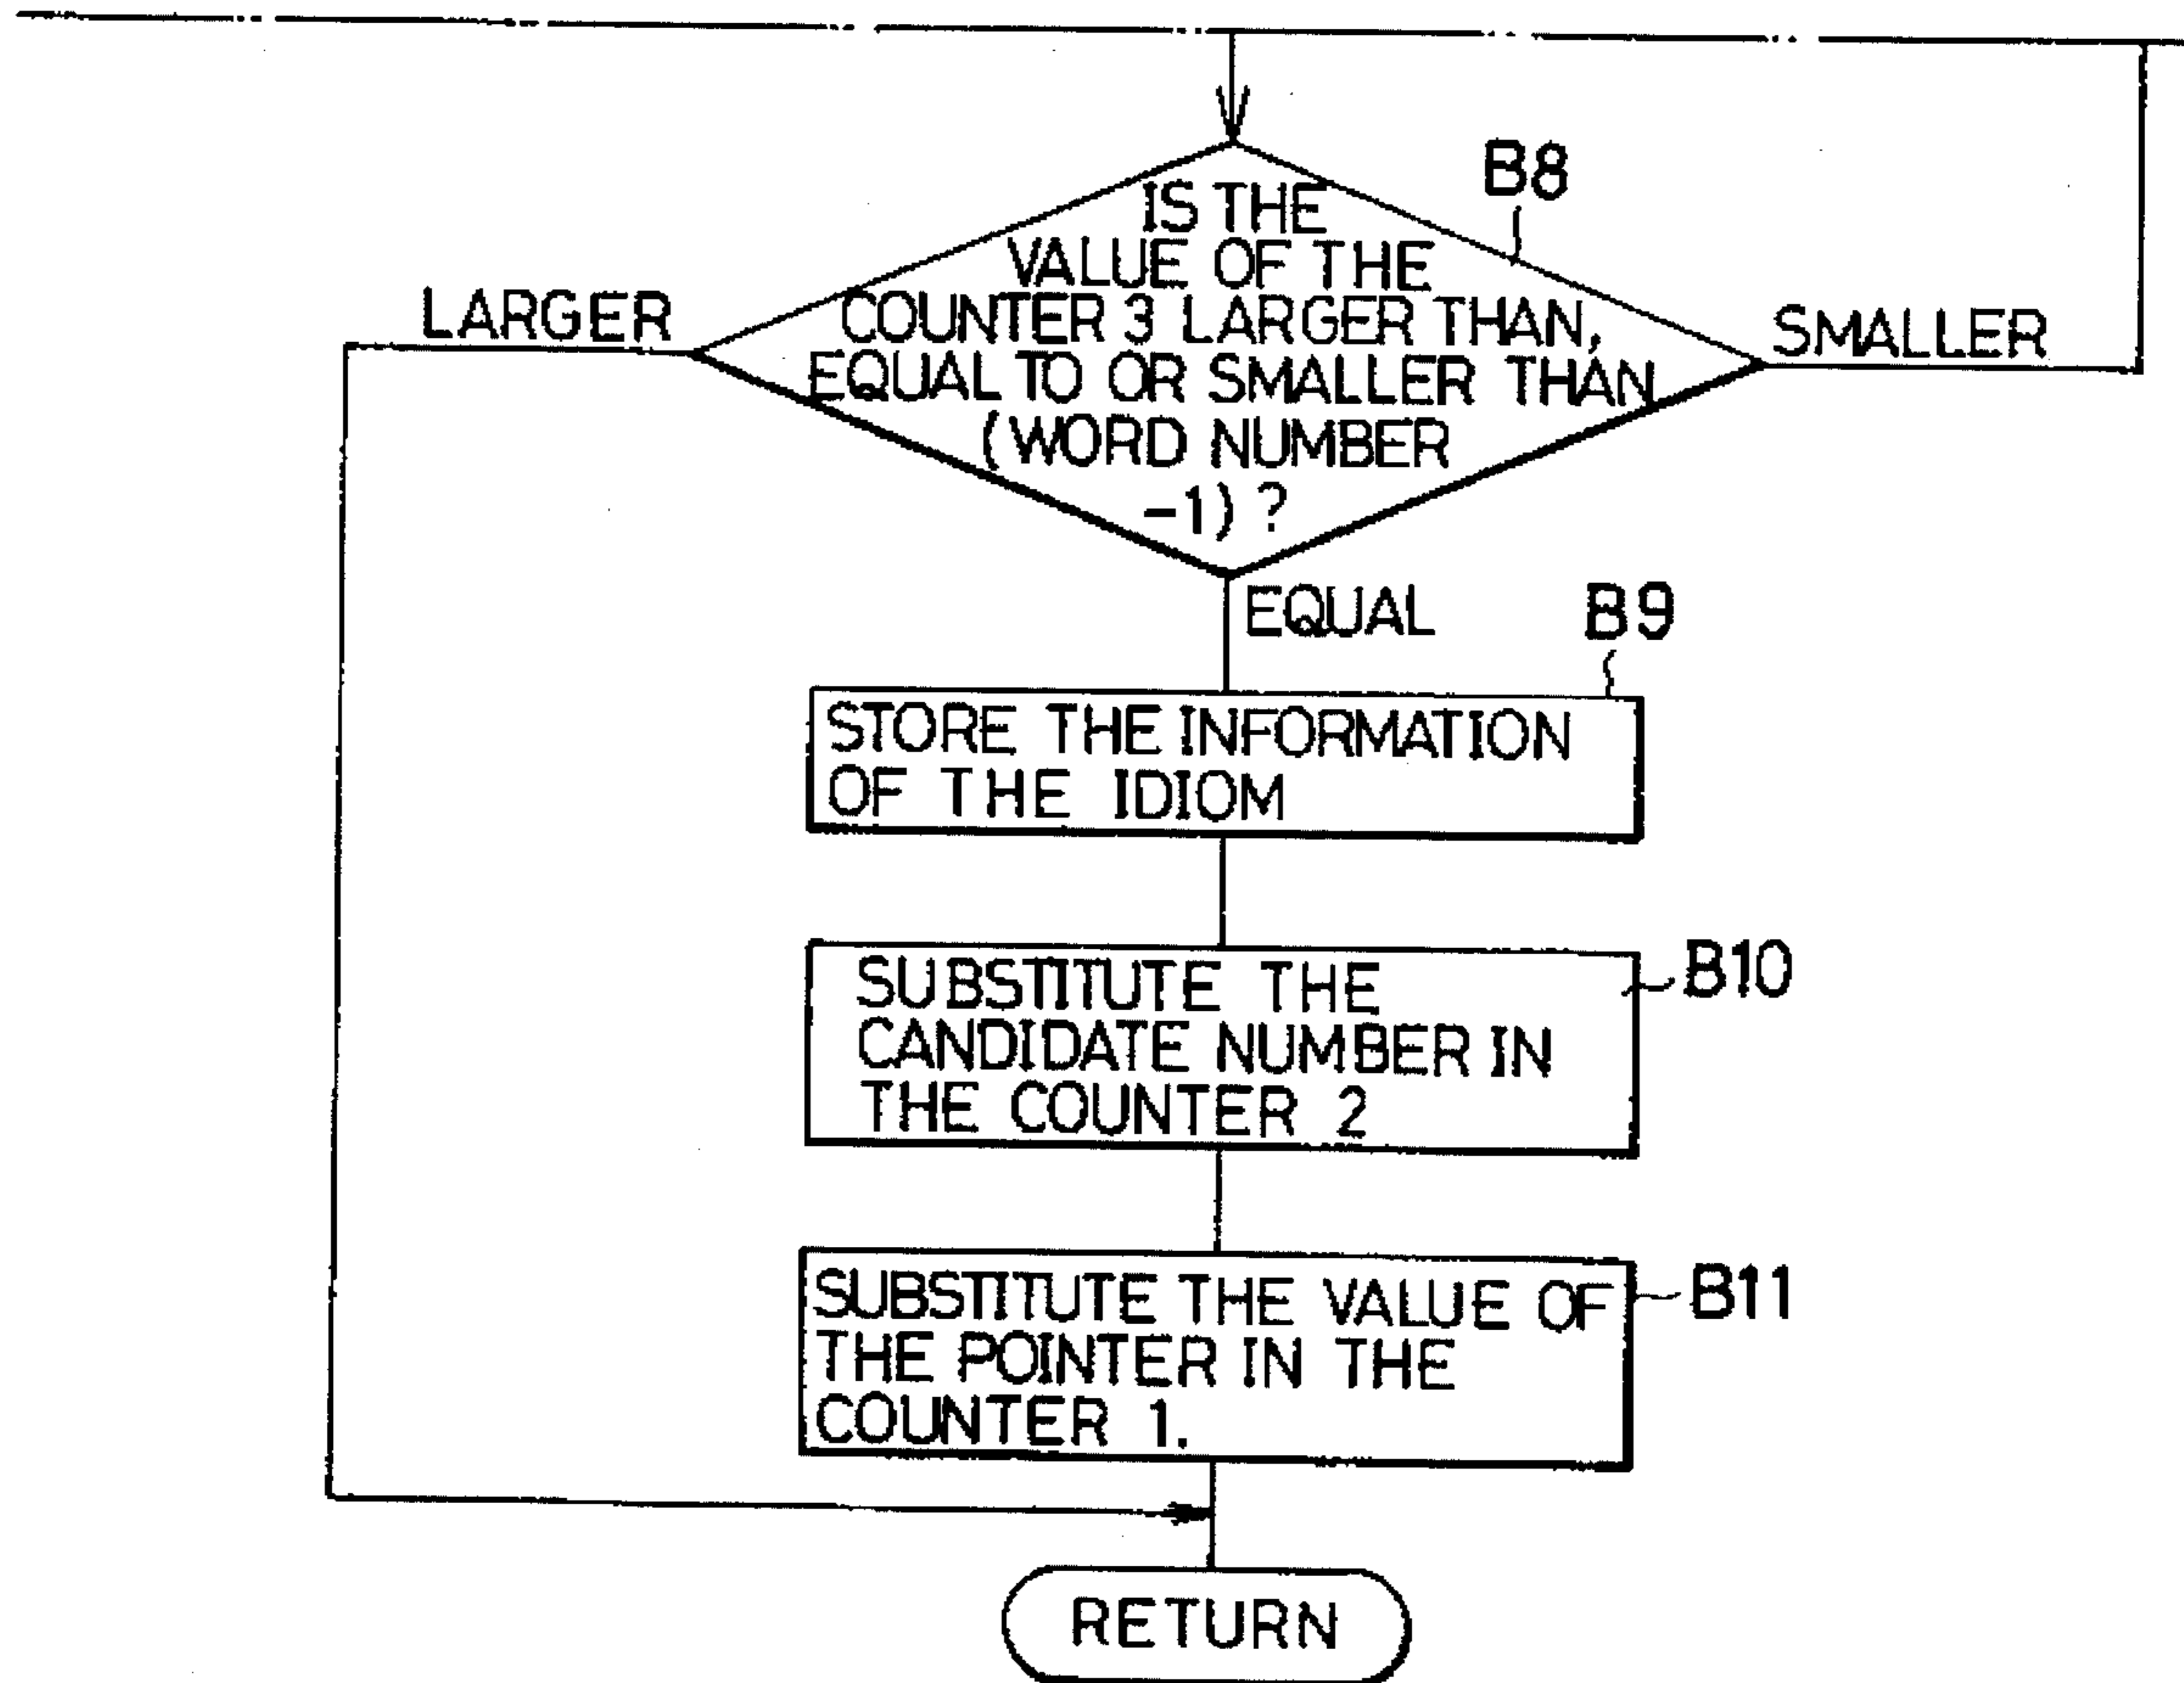 B8
IS THE
VALUE OF THE
COUNTER 3 LARGER THAN,
EQUAL TO OR SMALLER THAN
(WORD NUMBER
-1) ?
LARGER
SMALLER
EQUAL
B9
STORE THE INFORMATION
OF THE IDIOM
B10
SUBSTITUTE THE
CANDIDATE NUMBER IN
THE COUNTER 2
B11
SUBSTITUTE THE VALUE OF
THE POINTER IN THE
COUNTER 1.
RETURN